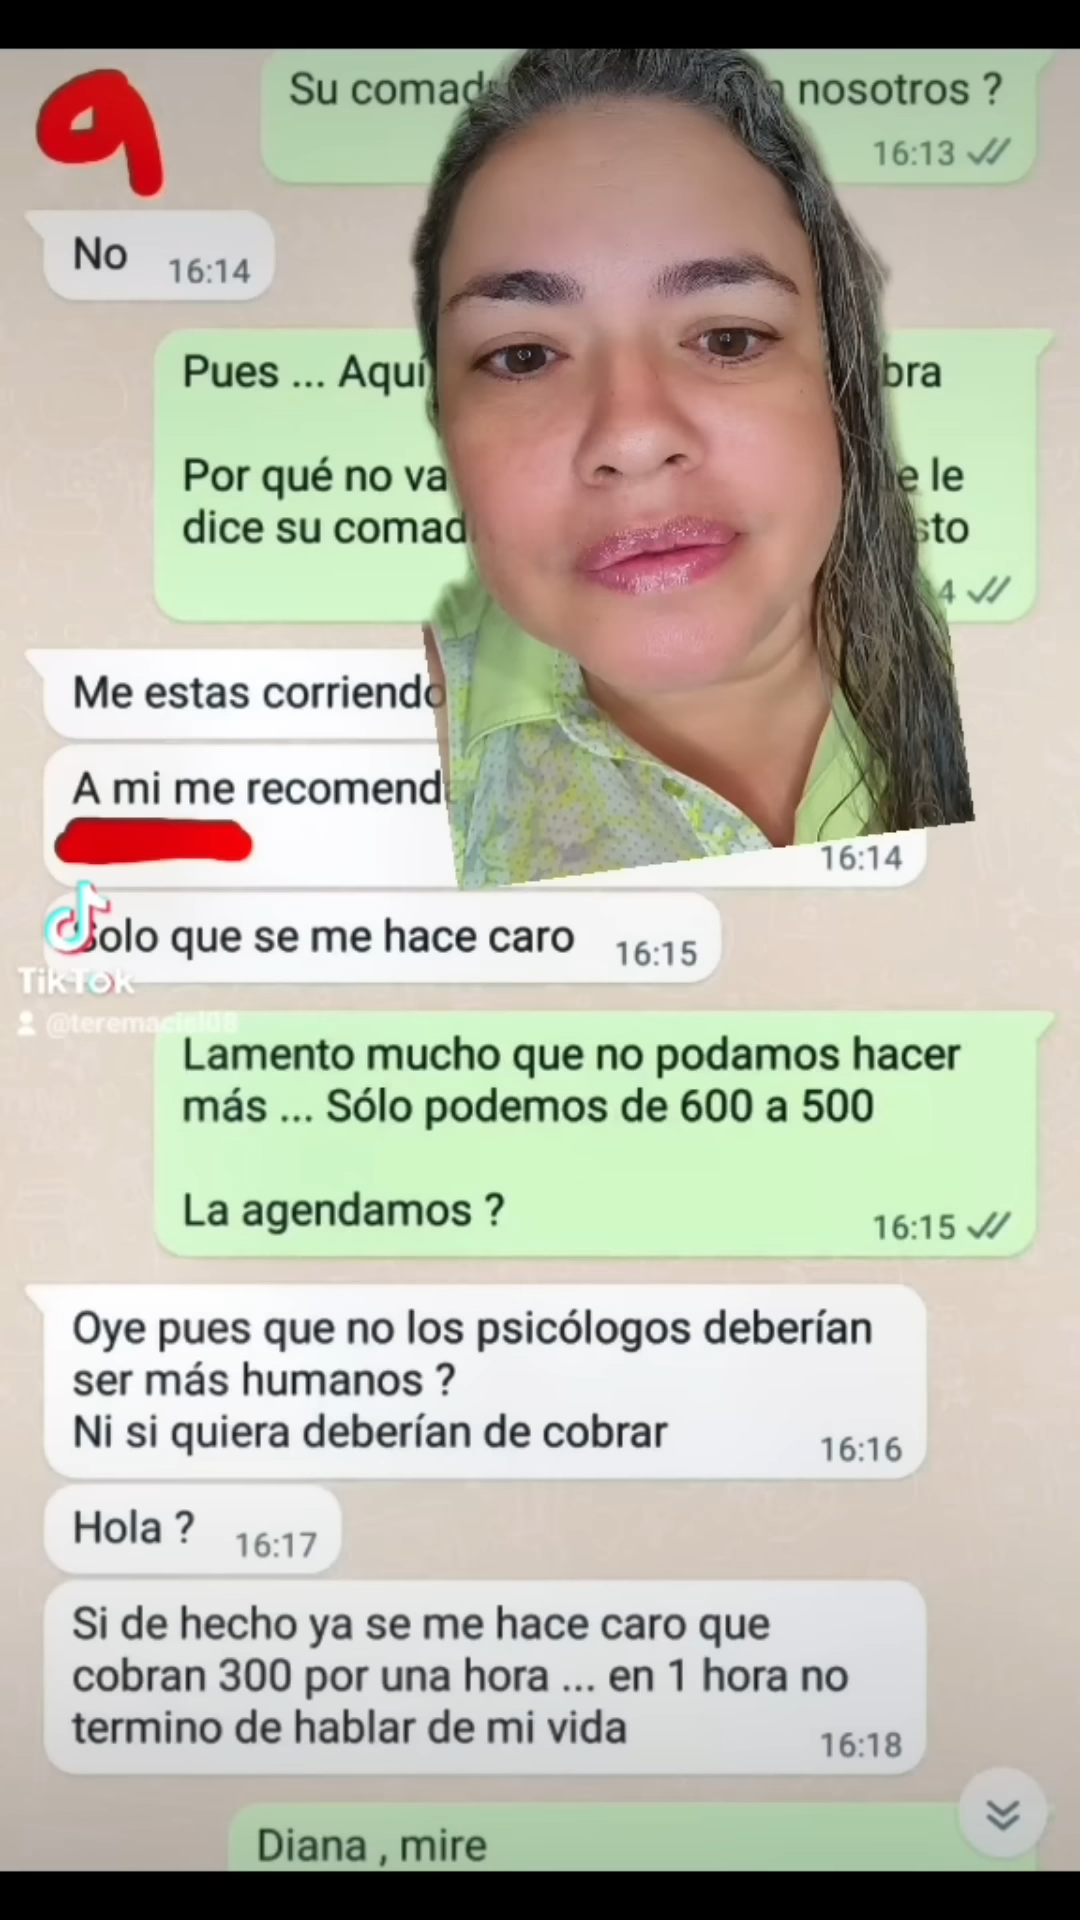 9
Su comad nosotros ?
16:13
No 16:14
Pues ... Aquí bra
Por qué no va e le
dice su comad sto
4
Me estas corriendo
A mi me recomend
16:14
Solo que se me hace caro 16:15
TikTok
@teremaciel08
Lamento mucho que no podamos hacer
más ... Sólo podemos de 600 a 500
La agendamos ?
16:15
Oye pues que no los psicólogos deberían
ser más humanos ?
Ni si quiera deberían de cobrar
16:16
Hola ? 16:17
Si de hecho ya se me hace caro que
cobran 300 por una hora ... en 1 hora no
termino de hablar de mi vida
16:18
Diana , mire